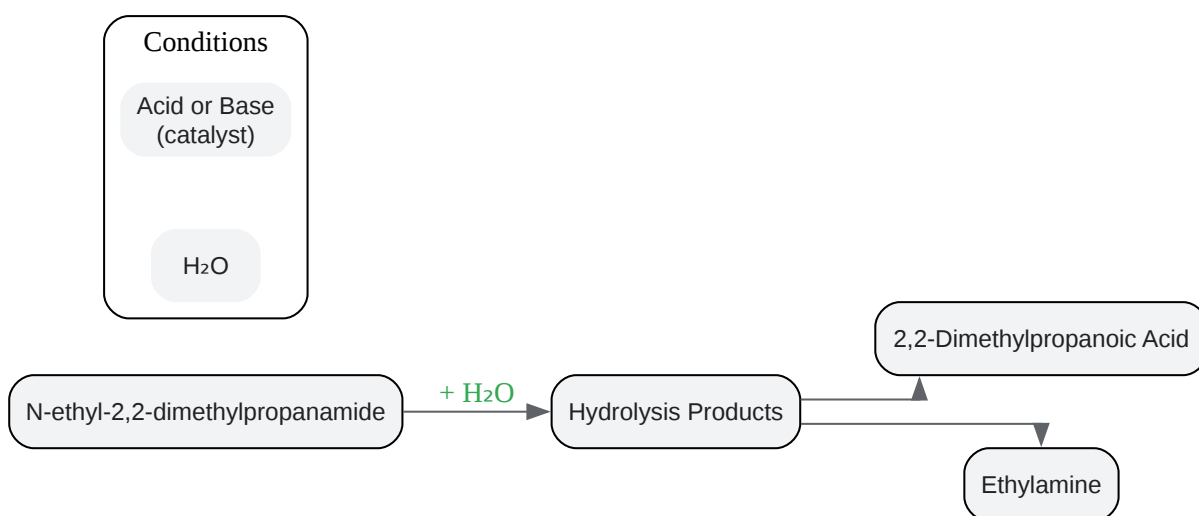 Conditions
Acid or Base
(catalyst)
H₂O
N-ethyl-2,2-dimethylpropanamide
+ H₂O
Hydrolysis Products
2,2-Dimethylpropanoic Acid
Ethylamine